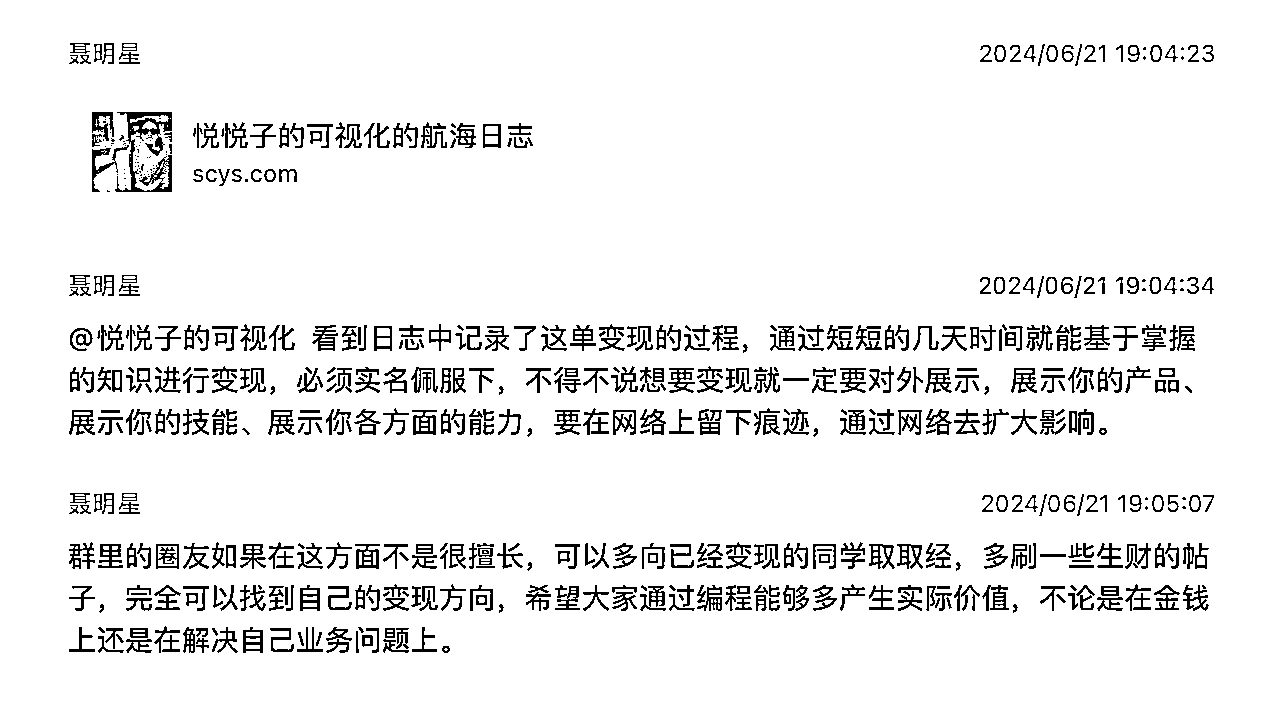 聂明星 2024/06/21 19:04:23
悦悦子的可视化的航海日志
scys.com
聂明星 2024/06/21 19:04:34
@悦悦子的可视化 看到日志中记录了这单变现的过程，通过短短的几天时间就能基于掌握
的知识进行变现，必须实名佩服下，不得不说想要变现就一定要对外展示，展示你的产品、
展示你的技能、展示你各方面的能力，要在网络上留下痕迹，通过网络去扩大影响。
聂明星 2024/06/21 19:05:07
群里的圈友如果在这方面不是很擅长，可以多向已经变现的同学取取经，多刷一些生财的帖
子，完全可以找到自己的变现方向，希望大家通过编程能够多产生实际价值，不论是在金钱
上还是在解决自己业务问题上。